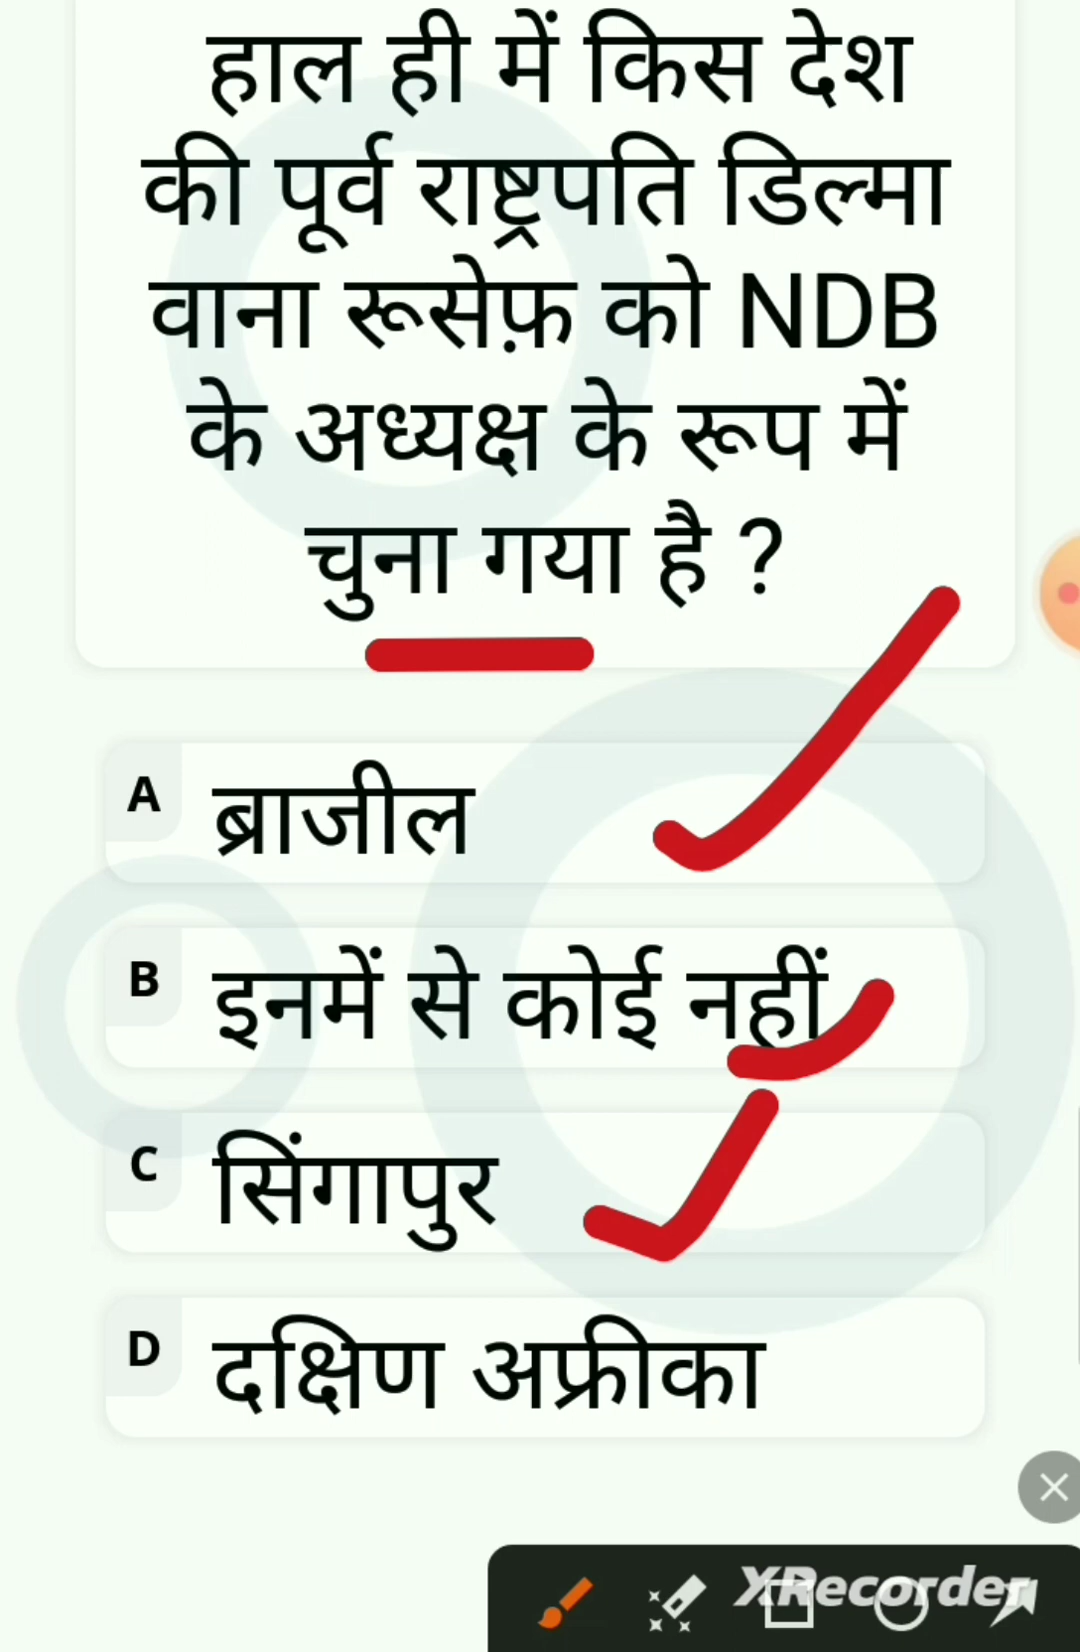 हाल ही में किस देश
की पूर्व राष्ट्रपति डिल्मा
वाना रूसेफ़ को NDB
के अध्यक्ष के रूप में
चुना गया है ?
A ब्राजील
B इनमें से कोई नहीं
C सिंगापुर
D दक्षिण अफ्रीका
XRecorder